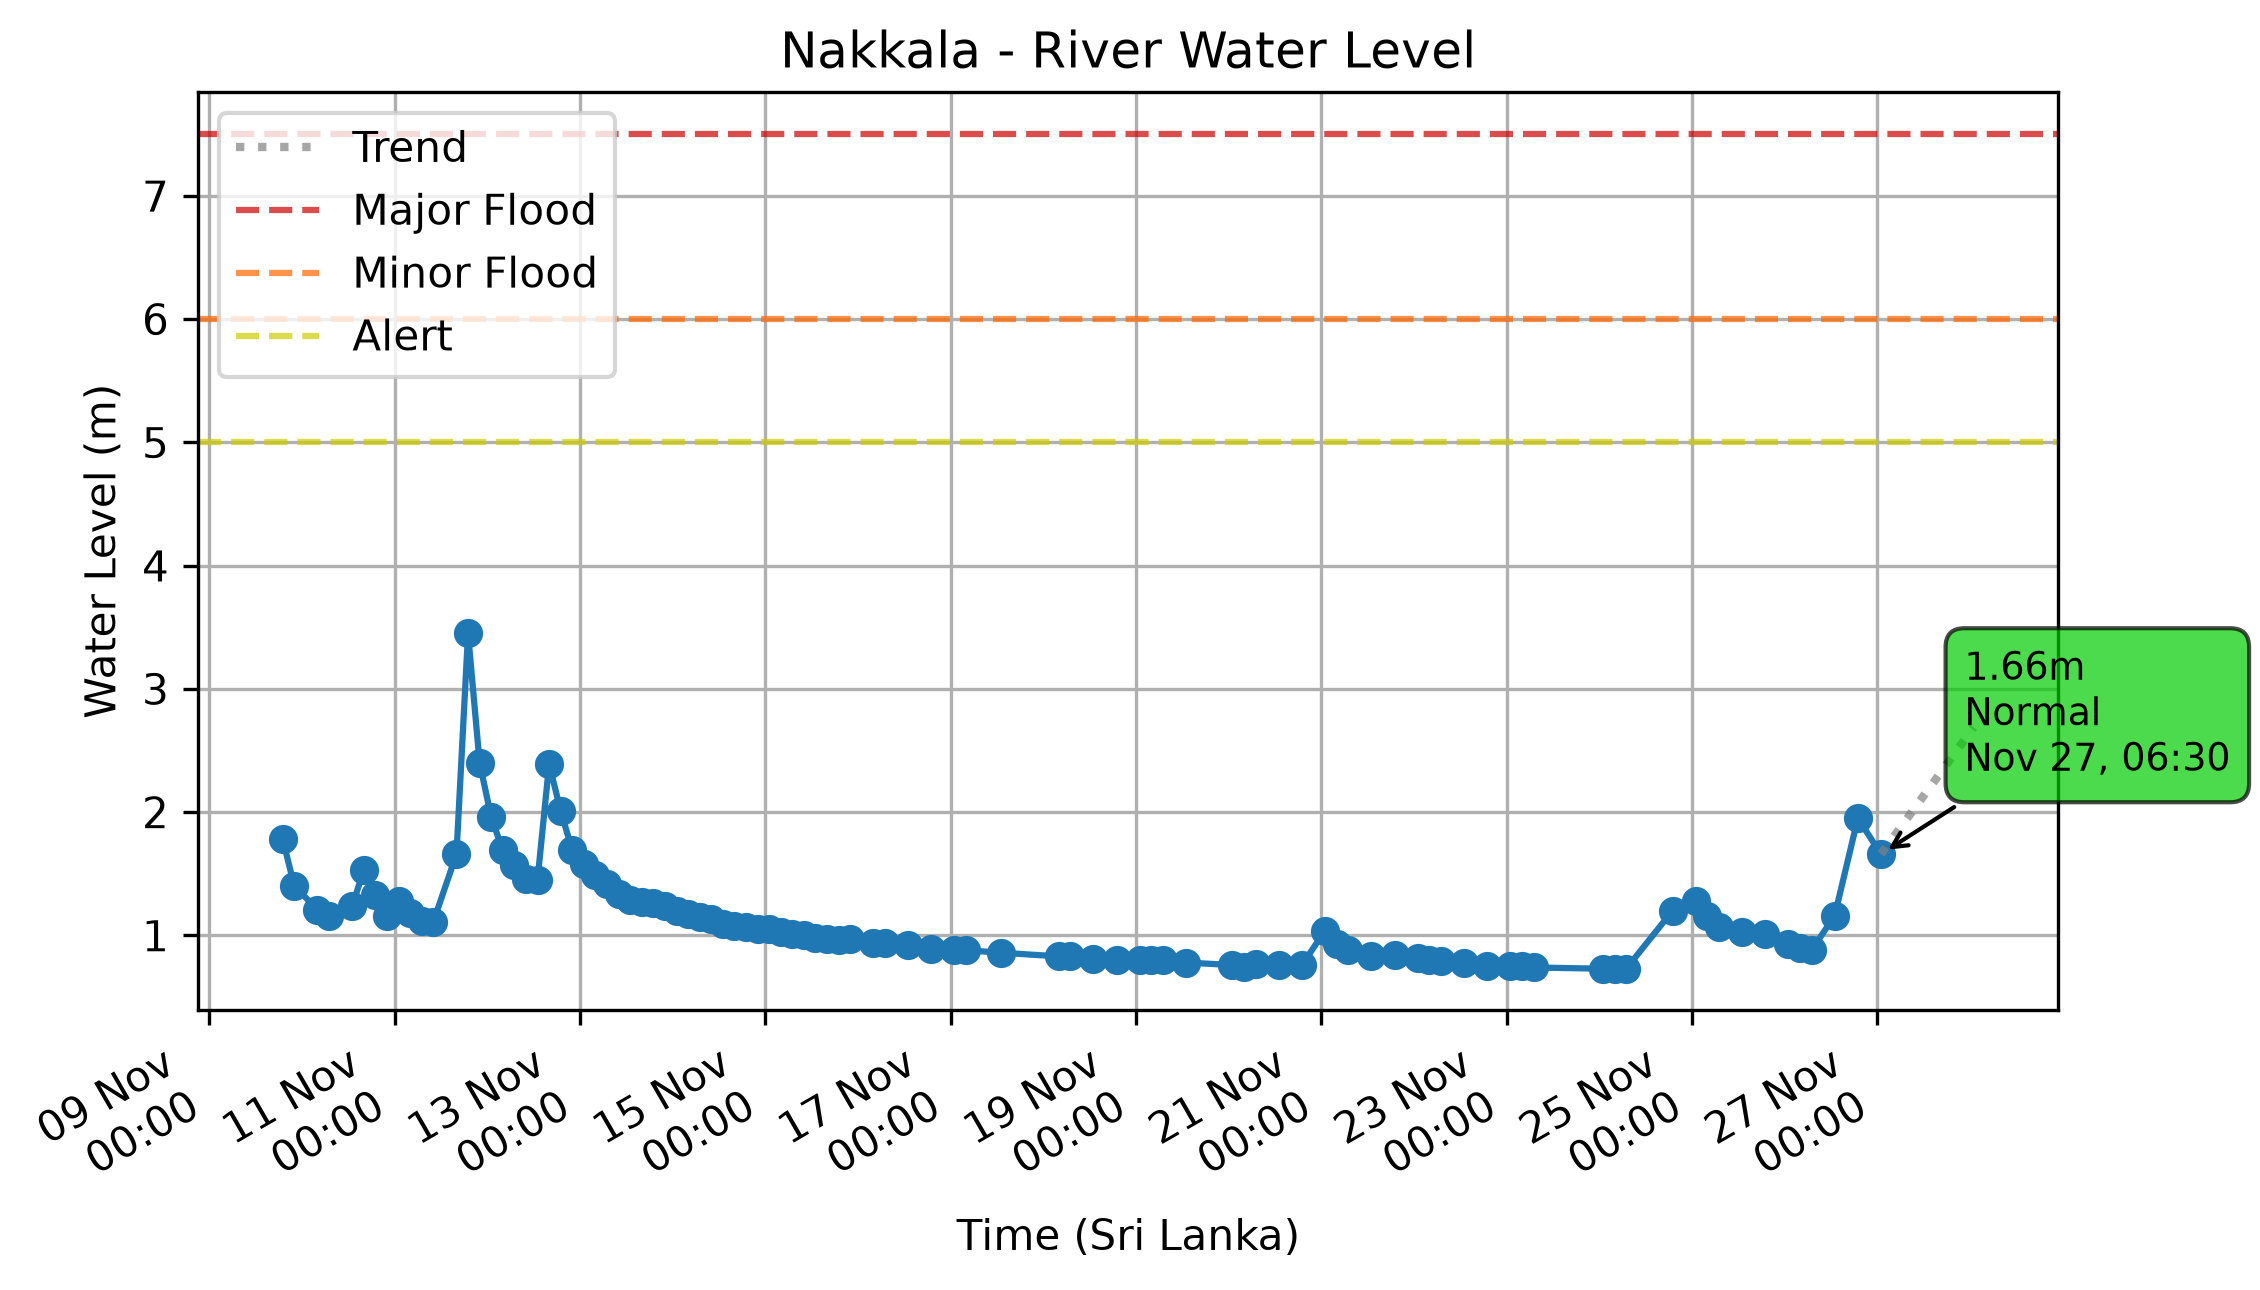 Nakkala - River Water Level
Trend
Major Flood
Minor Flood
Alert
7
6
5
4
3
2
1
Water Level (m)
1.66m
Normal
Nov 27, 06:30
09 Nov
00:00
11 Nov
00:00
13 Nov
00:00
15 Nov
00:00
17 Nov
00:00
19 Nov
00:00
21 Nov
00:00
23 Nov
00:00
25 Nov
00:00
27 Nov
00:00
Time (Sri Lanka)